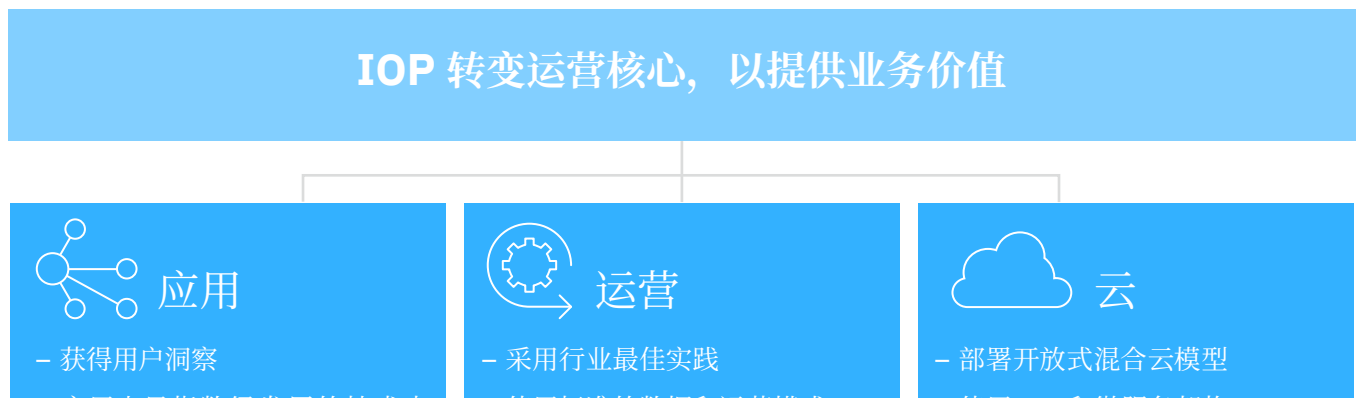 IOP 转变运营核心，以提供业务价值
应用
– 获得用户洞察
运营
– 采用行业最佳实践
云
– 部署开放式混合云模型